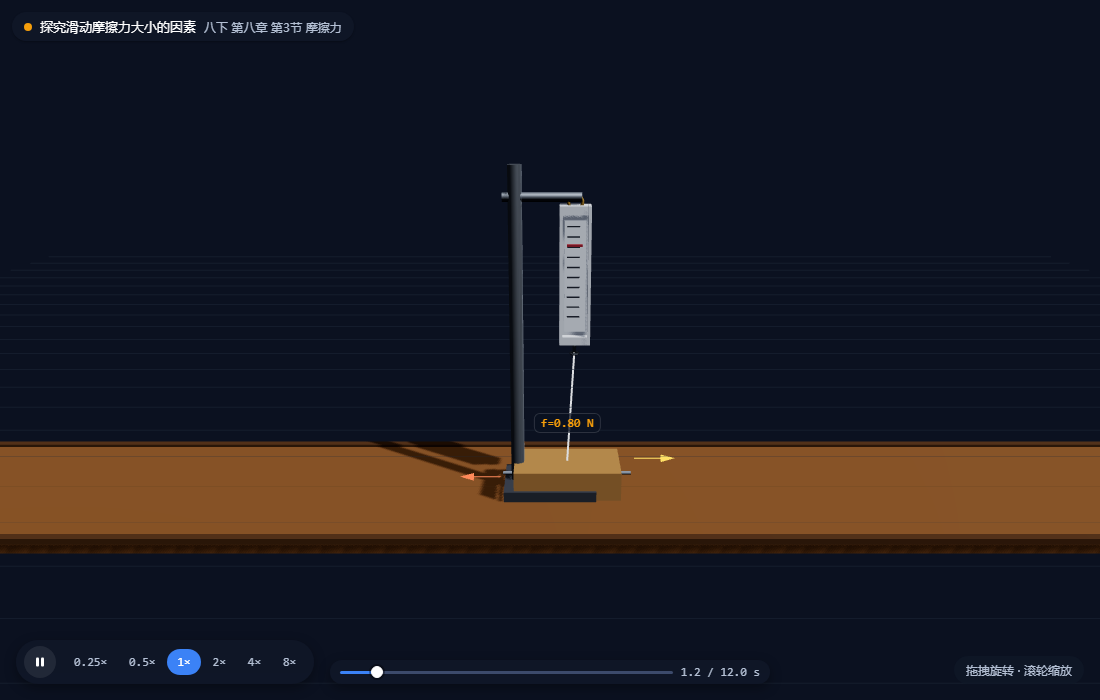 探究滑动摩擦力大小的因素 八下 第八章 第3节 摩擦力
f=0.80 N
0.25× 0.5× 1× 2× 4× 8×
1.2 / 12.0 s
拖拽旋转 · 滚轮缩放